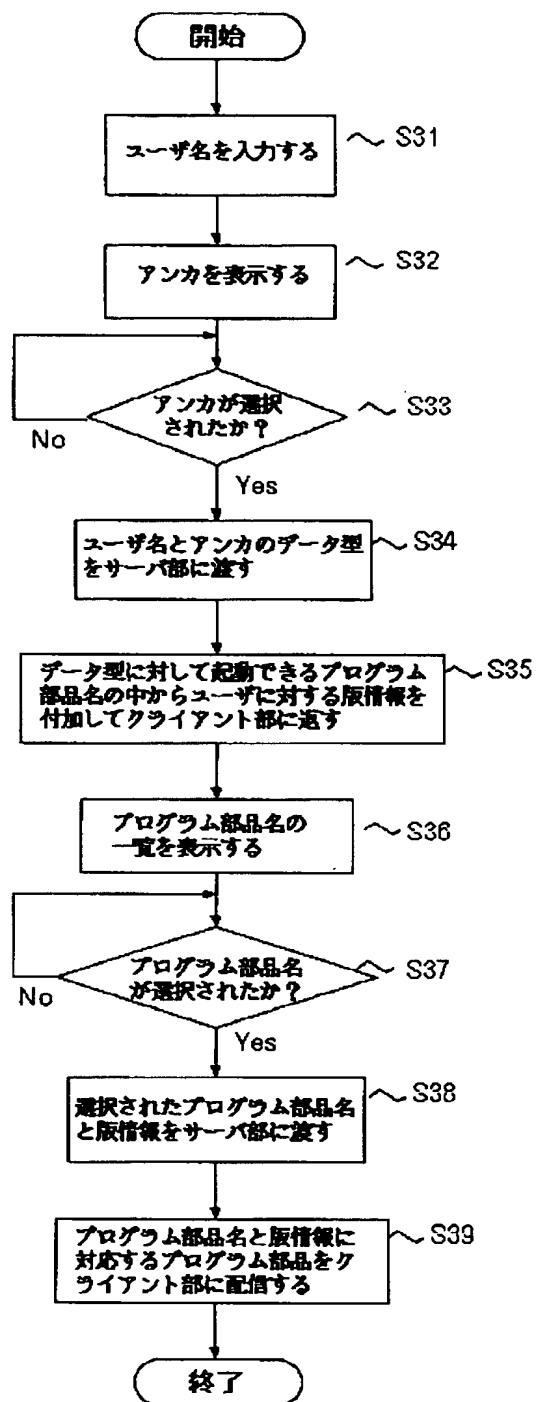 開始
ユーザ名を入力する
S31
アンカを表示する
S32
アンカが選択
されたか？
S33
No
Yes
ユーザ名とアンカのデータ型
をサーバ部に渡す
S34
データ型に対して起動できるプログラム
部品名の中からユーザに対する版情報を
付加してクライアント部に返す
S35
プログラム部品名の
一覧を表示する
S36
プログラム部品名
が選択されたか？
S37
No
Yes
選択されたプログラム部品名
と版情報をサーバ部に渡す
S38
プログラム部品名と版情報に
対応するプログラム部品をク
ライアント部に配信する
S39
終了